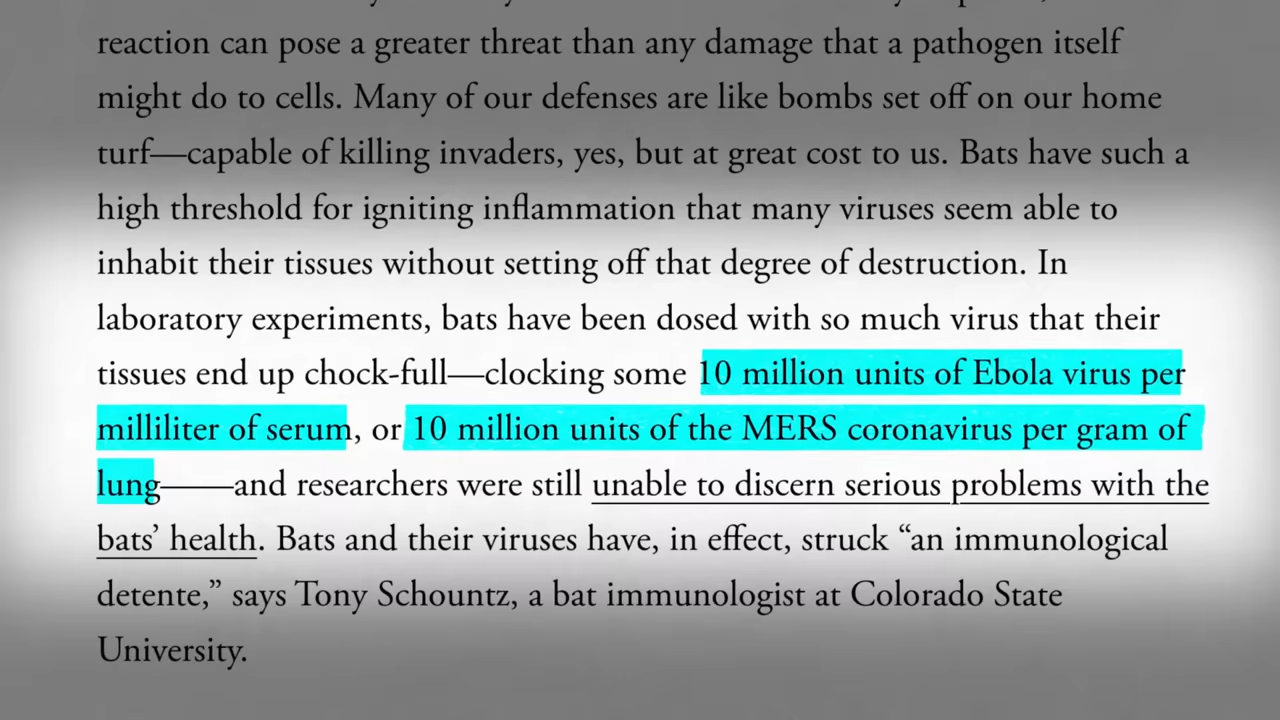 reaction can pose a greater threat than any damage that a pathogen itself
might do to cells. Many of our defenses are like bombs set off on our home
turf—capable of killing invaders, yes, but at great cost to us. Bats have such a
high threshold for igniting inflammation that many viruses seem able to
inhabit their tissues without setting off that degree of destruction. In
laboratory experiments, bats have been dosed with so much virus that their
tissues end up chock-full—clocking some 10 million units of Ebola virus per
milliliter of serum, or 10 million units of the MERS coronavirus per gram of
lung——and researchers were still unable to discern serious problems with the
bats’ health. Bats and their viruses have, in effect, struck “an immunological
detente,” says Tony Schountz, a bat immunologist at Colorado State
University.